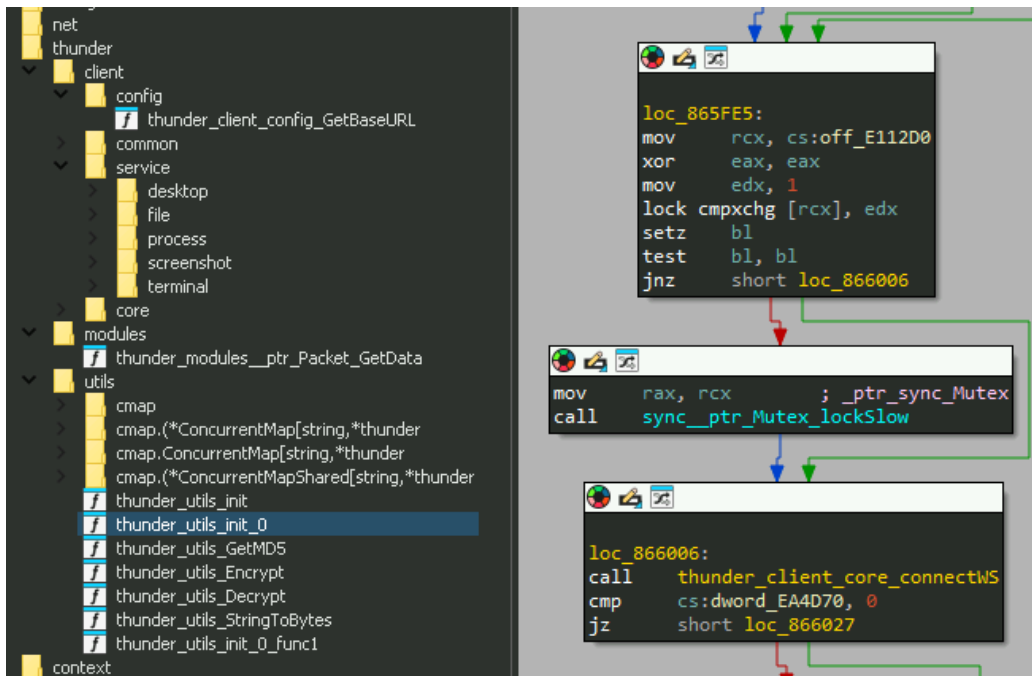 net
thunder
client
config
f thunder_client_config_GetBaseURL
common
service
desktop
file
process
screenshot
terminal
core
modules
f thunder_modules__ptr_Packet_GetData
utils
cmap
cmap.(*ConcurrentMap[string,*thunder
cmap.ConcurrentMap[string,*thunder
cmap.(*ConcurrentMapShared[string,*thunder
f thunder_utils_init
f thunder_utils_init_0
f thunder_utils_GetMD5
f thunder_utils_Encrypt
f thunder_utils_Decrypt
f thunder_utils_StringToBytes
f thunder_utils_init_0_func1
context
loc_865FE5:
mov rcx, cs:off_E112D0
xor eax, eax
mov edx, 1
lock cmpxchg [rcx], edx
setz bl
test bl, bl
jnz short loc_866006
mov rax, rcx ; _ptr_sync_Mutex
call sync__ptr_Mutex_lockSlow
loc_866006:
call thunder_client_core_connectWS
cmp cs:dword_EA4D70, 0
jz short loc_866027